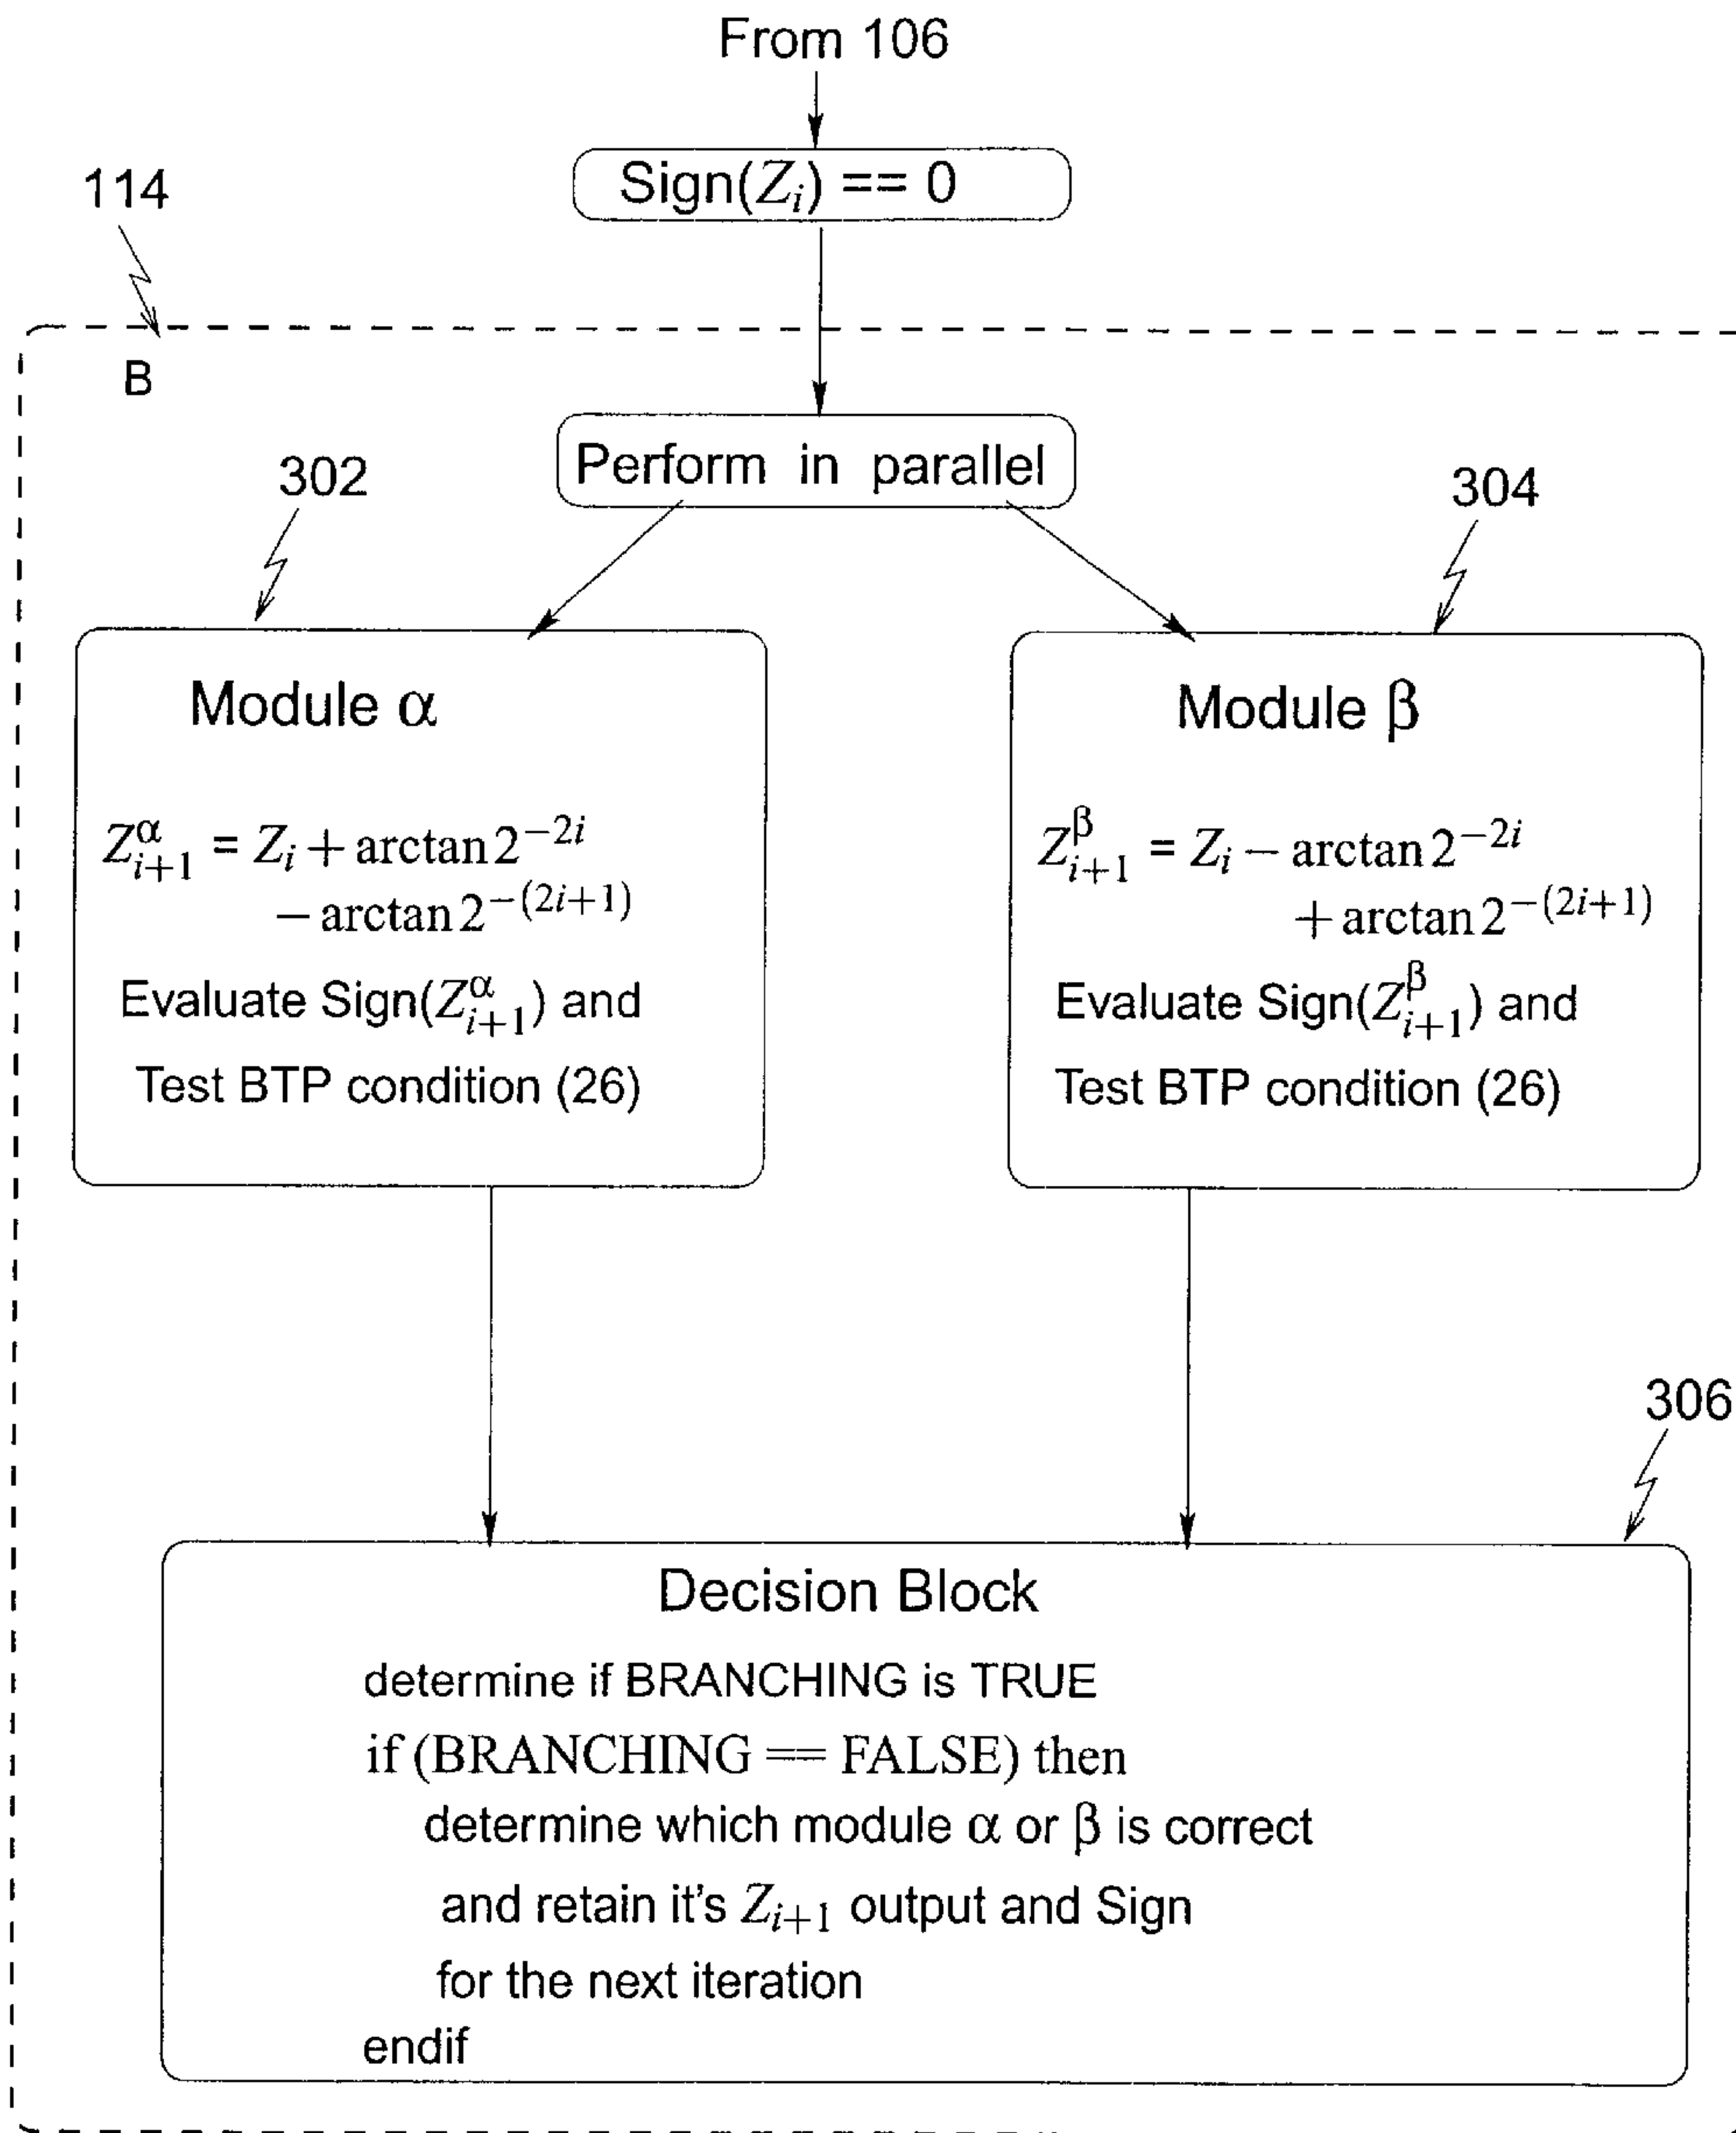 From 106
Sign(Z_i) == 0
114
B
Perform in parallel
302
304
Module α
Z^α_{i+1} = Z_i + arctan 2^{-2i}
− arctan 2^{-(2i+1)}
Evaluate Sign(Z^α_{i+1}) and
Test BTP condition (26)
Module β
Z^β_{i+1} = Z_i − arctan 2^{-2i}
+ arctan 2^{-(2i+1)}
Evaluate Sign(Z^β_{i+1}) and
Test BTP condition (26)
306
Decision Block
determine if BRANCHING is TRUE
if (BRANCHING == FALSE) then
determine which module α or β is correct
and retain it's Z_{i+1} output and Sign
for the next iteration
endif